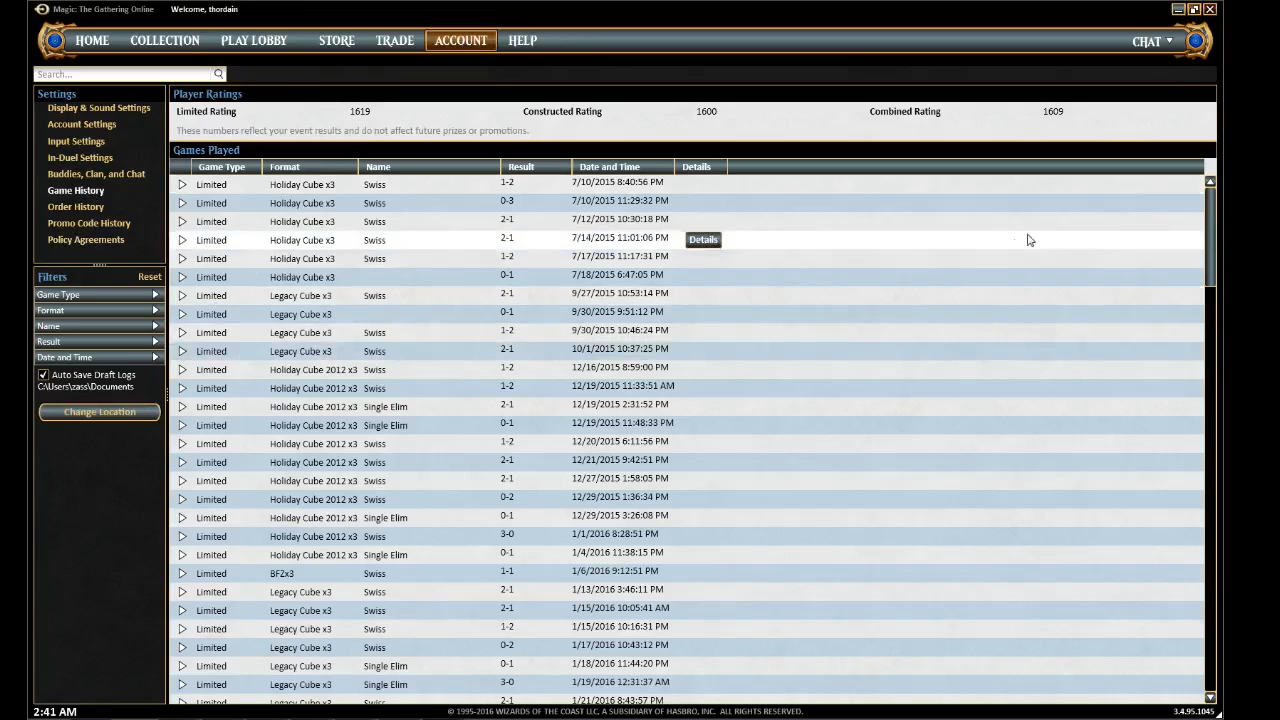 Magic: The Gathering Online Welcome, thordain
HOME COLLECTION PLAY LOBBY STORE TRADE ACCOUNT HELP CHAT
Search...
Settings
Display & Sound Settings
Account Settings
Input Settings
In-Duel Settings
Buddies, Clan, and Chat
Game History
Order History
Promo Code History
Policy Agreements
Filters Reset
Game Type
Format
Name
Result
Date and Time
Auto Save Draft Logs
C:\Users\zass\Documents
Change Location
Player Ratings
Limited Rating 1619 Constructed Rating 1600 Combined Rating 1609
These numbers reflect your event results and do not affect future prizes or promotions.
Games Played
Game Type Format Name Result Date and Time Details
Limited Holiday Cube x3 Swiss 1-2 7/10/2015 8:40:56 PM
Limited Holiday Cube x3 Swiss 0-3 7/10/2015 11:29:32 PM
Limited Holiday Cube x3 Swiss 2-1 7/12/2015 10:30:18 PM
Limited Holiday Cube x3 Swiss 2-1 7/14/2015 11:01:06 PM Details
Limited Holiday Cube x3 Swiss 1-2 7/17/2015 11:17:31 PM
Limited Holiday Cube x3 0-1 7/18/2015 6:47:05 PM
Limited Legacy Cube x3 Swiss 2-1 9/27/2015 10:53:14 PM
Limited Legacy Cube x3 0-1 9/30/2015 9:51:12 PM
Limited Legacy Cube x3 Swiss 1-2 9/30/2015 10:46:24 PM
Limited Legacy Cube x3 Swiss 2-1 10/1/2015 10:37:25 PM
Limited Holiday Cube 2012 x3 Swiss 1-2 12/16/2015 8:59:00 PM
Limited Holiday Cube 2012 x3 Swiss 1-2 12/19/2015 11:33:51 AM
Limited Holiday Cube 2012 x3 Single Elim 2-1 12/19/2015 2:31:52 PM
Limited Holiday Cube 2012 x3 Single Elim 0-1 12/19/2015 11:48:33 PM
Limited Holiday Cube 2012 x3 Swiss 1-2 12/20/2015 6:11:56 PM
Limited Holiday Cube 2012 x3 Swiss 2-1 12/21/2015 9:42:51 PM
Limited Holiday Cube 2012 x3 Swiss 2-1 12/27/2015 1:58:05 PM
Limited Holiday Cube 2012 x3 Swiss 0-2 12/29/2015 1:36:34 PM
Limited Holiday Cube 2012 x3 Single Elim 0-1 12/29/2015 3:26:08 PM
Limited Holiday Cube 2012 x3 Swiss 3-0 1/1/2016 8:28:51 PM
Limited Holiday Cube 2012 x3 Single Elim 0-1 1/4/2016 11:38:15 PM
Limited BFZx3 Swiss 1-1 1/6/2016 9:12:51 PM
Limited Legacy Cube x3 Swiss 2-1 1/13/2016 3:46:11 PM
Limited Legacy Cube x3 Swiss 2-1 1/15/2016 10:05:41 AM
Limited Legacy Cube x3 Swiss 1-2 1/15/2016 10:16:31 PM
Limited Legacy Cube x3 Swiss 0-2 1/17/2016 10:43:12 PM
Limited Legacy Cube x3 Single Elim 0-1 1/18/2016 11:44:20 PM
Limited Legacy Cube x3 Single Elim 3-0 1/19/2016 12:31:37 AM
Limited Legacy Cube x3 Swiss 2-1 1/21/2016 8:43:57 PM
2:41 AM © 1995-2016 WIZARDS OF THE COAST LLC, A SUBSIDIARY OF HASBRO, INC. ALL RIGHTS RESERVED. 3.4.95.1045